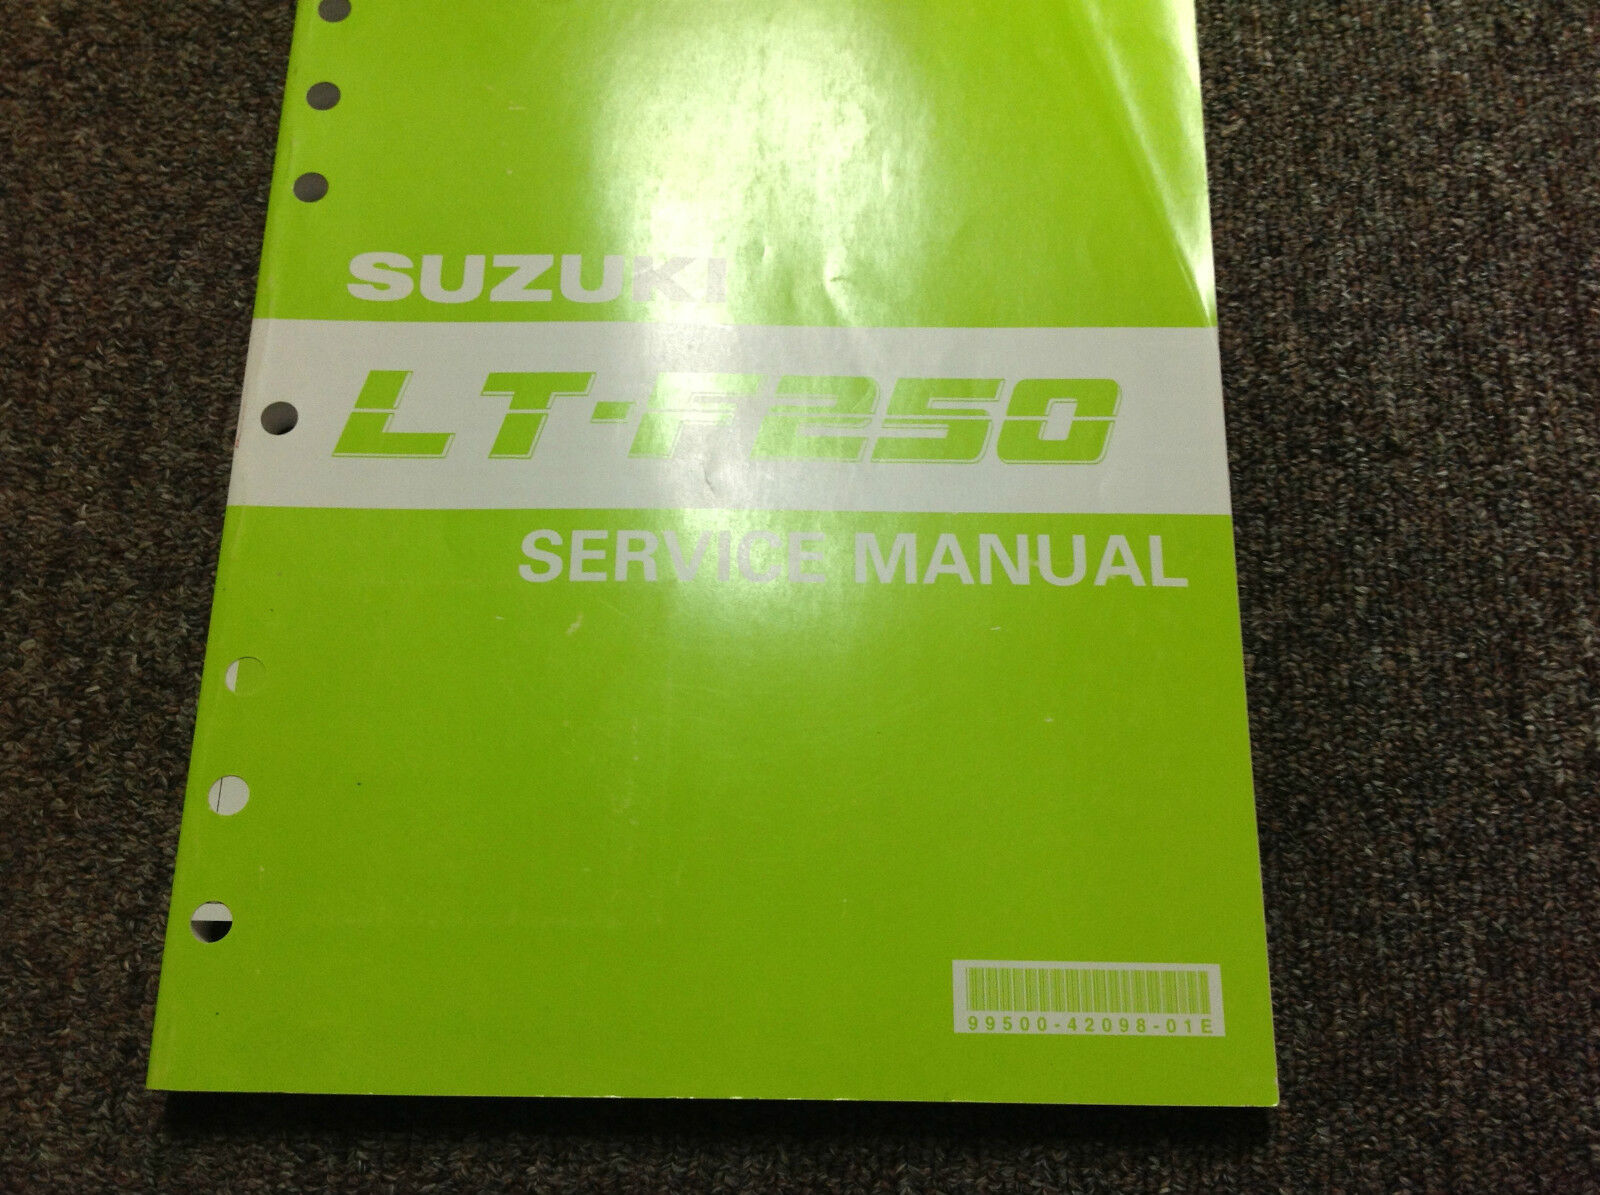 SUZUKI
LT-F250
SERVICE MANUAL
99500-42098-01E